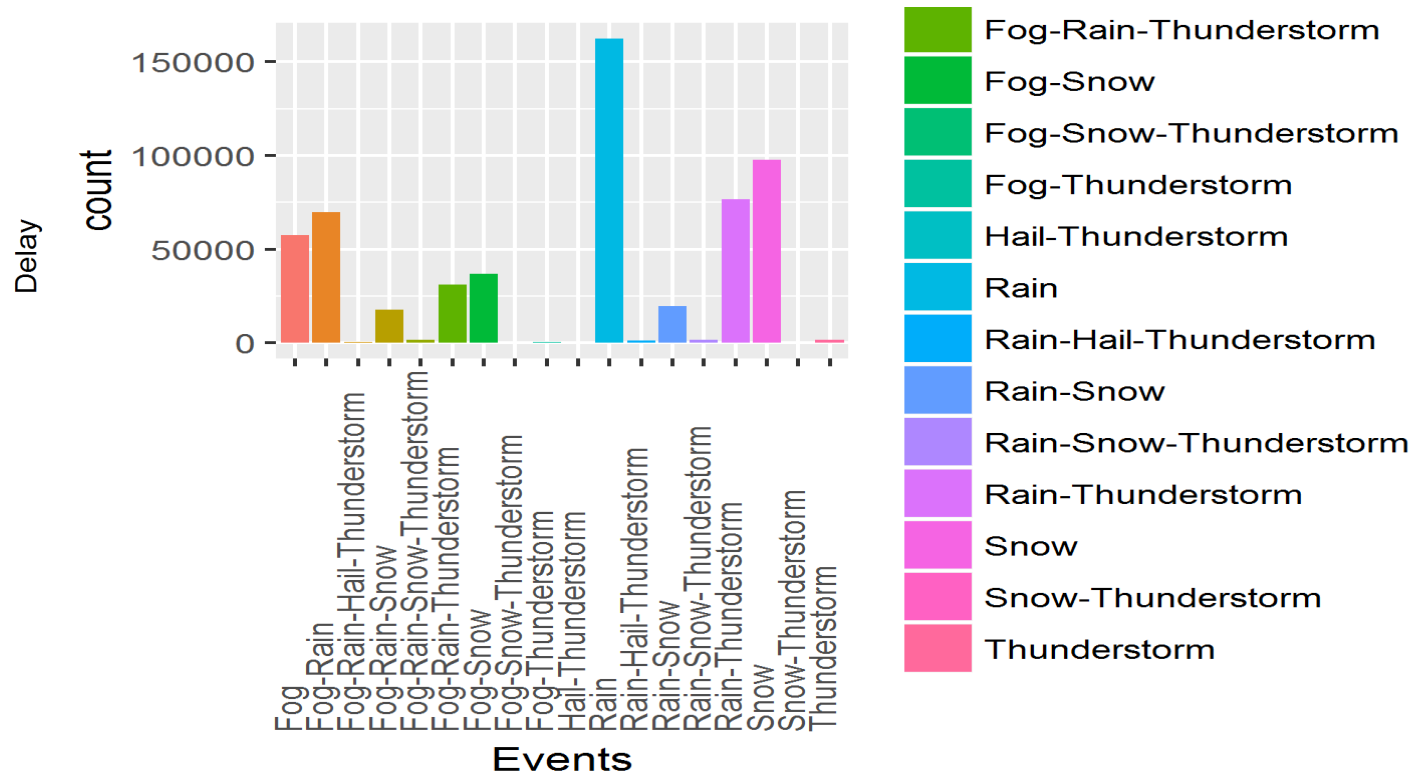 Delay
count
150000
100000
50000
0
Fog
Fog-Rain
Fog-Rain-Hail-Thunderstorm
Fog-Rain-Snow
Fog-Rain-Snow-Thunderstorm
Fog-Rain-Thunderstorm
Fog-Snow
Fog-Snow-Thunderstorm
Fog-Thunderstorm
Hail-Thunderstorm
Rain
Rain-Hail-Thunderstorm
Rain-Snow
Rain-Snow-Thunderstorm
Rain-Thunderstorm
Snow
Snow-Thunderstorm
Thunderstorm
Events
Fog-Rain-Thunderstorm
Fog-Snow
Fog-Snow-Thunderstorm
Fog-Thunderstorm
Hail-Thunderstorm
Rain
Rain-Hail-Thunderstorm
Rain-Snow
Rain-Snow-Thunderstorm
Rain-Thunderstorm
Snow
Snow-Thunderstorm
Thunderstorm